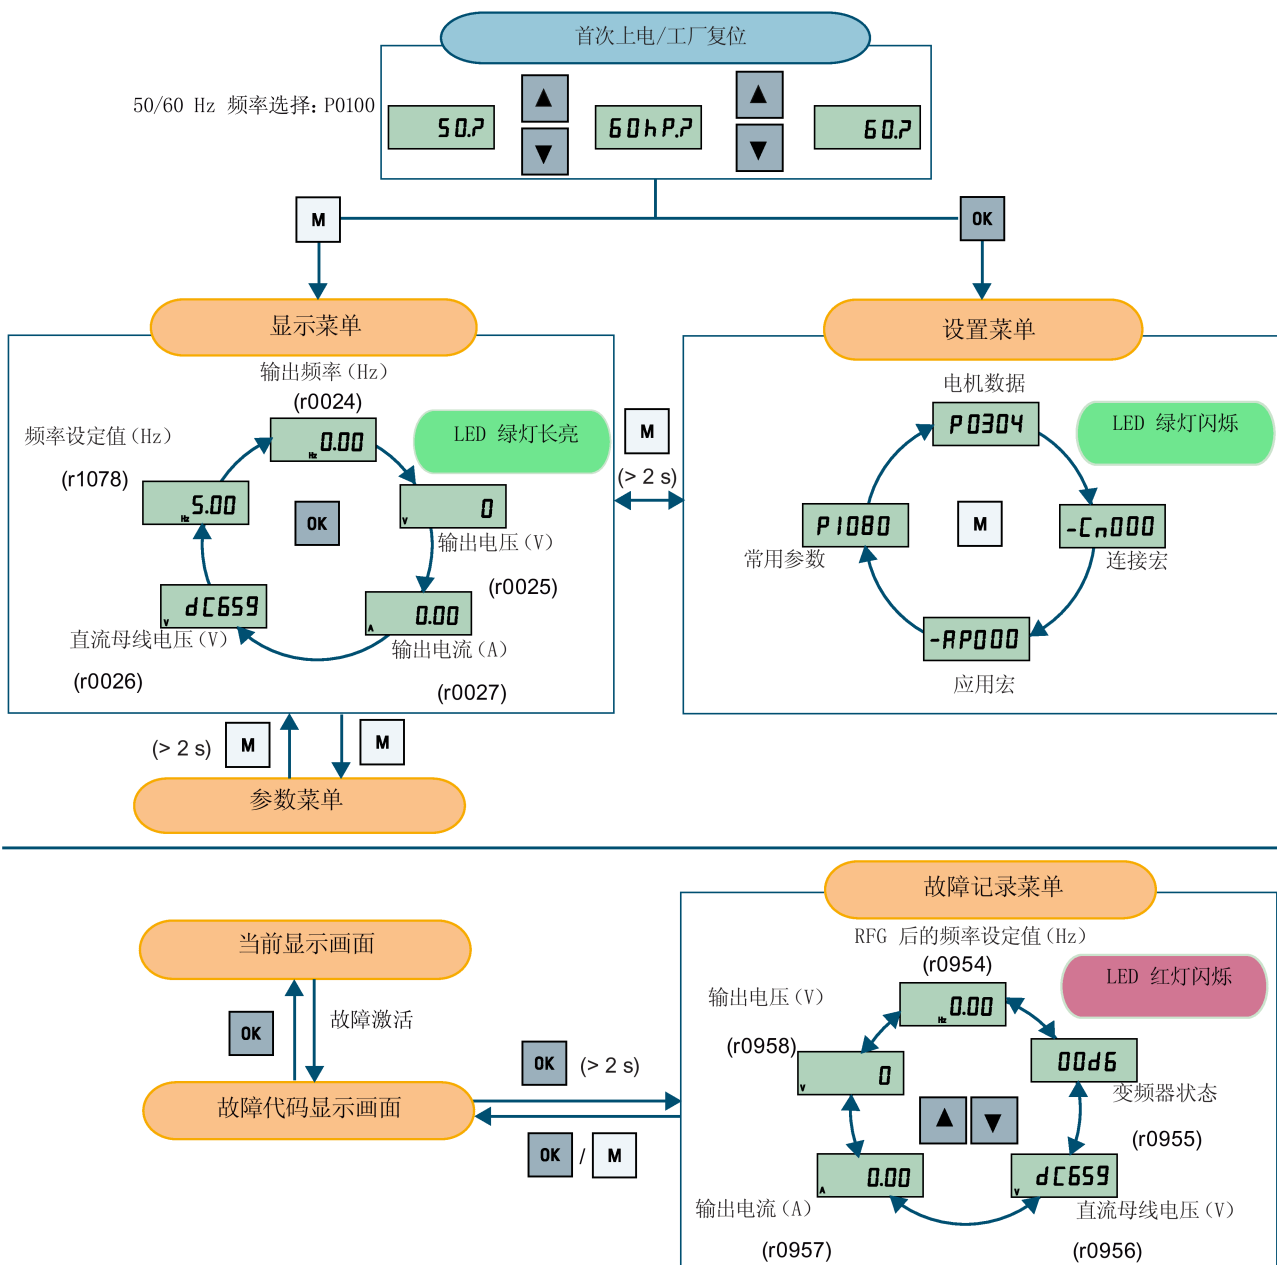 首次上电/工厂复位
50/60 Hz 频率选择: P0100
50.?
60hP.?
60.?
M
OK
显示菜单
输出频率(Hz)
(r0024)
Hz 0.00
LED 绿灯长亮
频率设定值(Hz)
(r1078)
Hz 5.00
OK
V 0
输出电压(V)
(r0025)
V dC659
直流母线电压(V)
(r0026)
A 0.00
输出电流(A)
(r0027)
M
(> 2 s)
设置菜单
电机数据
P0304
LED 绿灯闪烁
P1080
常用参数
M
-Cn000
连接宏
-AP000
应用宏
(> 2 s)
M
M
参数菜单
当前显示画面
OK
故障激活
故障代码显示画面
OK (> 2 s)
OK / M
故障记录菜单
RFG 后的频率设定值(Hz)
(r0954)
Hz 0.00
LED 红灯闪烁
输出电压(V)
(r0958)
V 0
00d6
变频器状态
(r0955)
A 0.00
输出电流(A)
(r0957)
V dC659
直流母线电压(V)
(r0956)